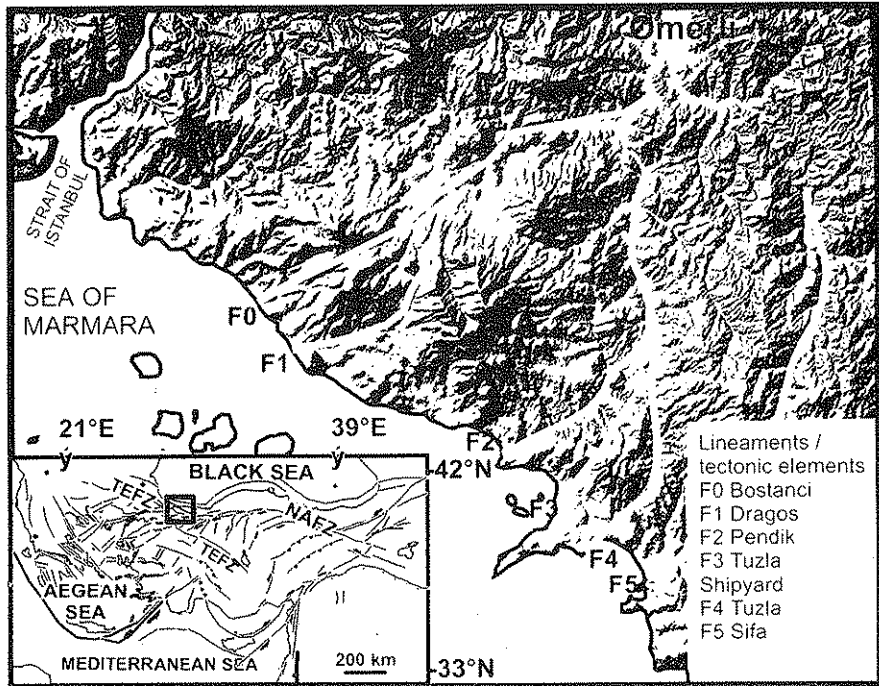 Omerli
STRAIT OF
ISTANBUL
SEA OF
MARMARA
F0
F1
F2
F3
F4
F5
21°E
39°E
ý
ý
42°N
33°N
BLACK SEA
TEFZ
NAFZ
TEFZ
AEGEAN
SEA
MEDITERRANEAN SEA
200 km
Lineaments /
tectonic elements
F0 Bostanci
F1 Dragos
F2 Pendik
F3 Tuzla
Shipyard
F4 Tuzla
F5 Sifa